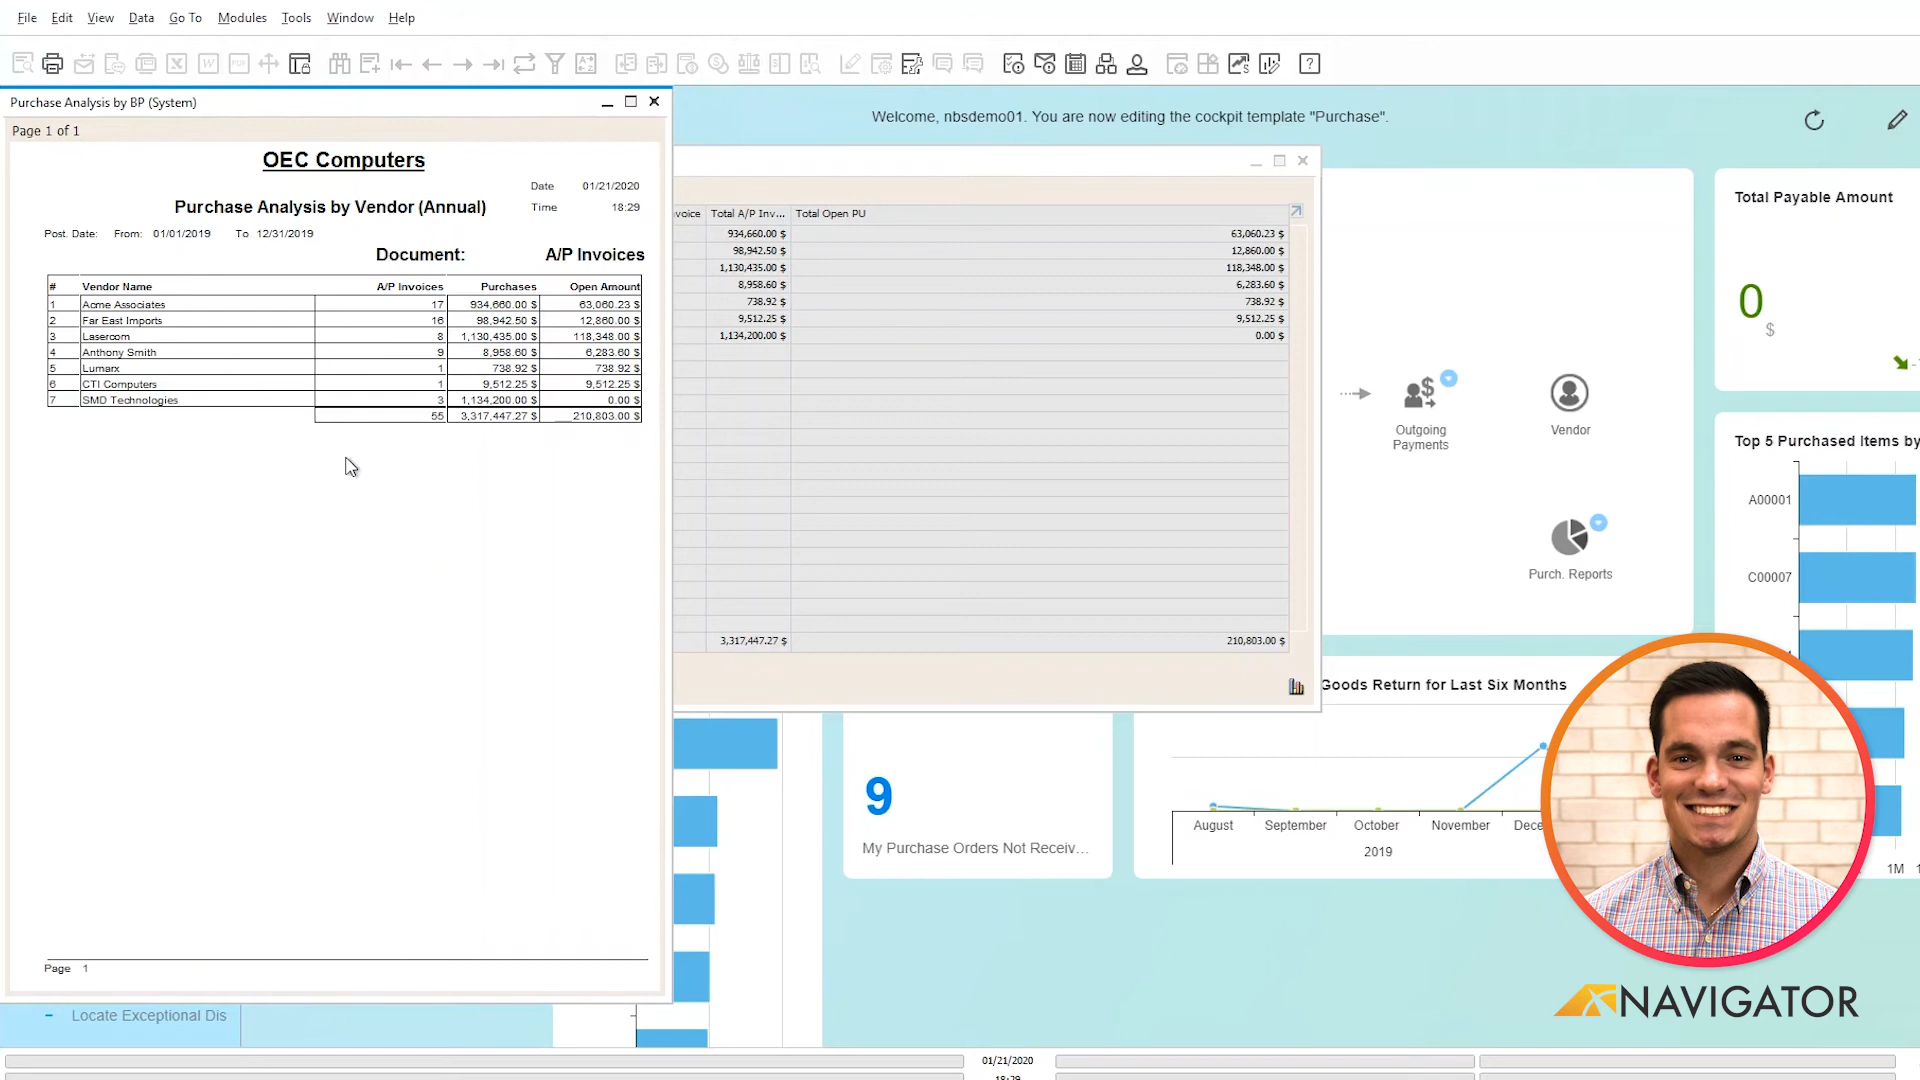 File Edit View Data Go To Modules Tools Window Help
Purchase Analysis by BP (System)
Page 1 of 1
OEC Computers
Date 01/21/2020
Purchase Analysis by Vendor (Annual)
Time 18:29
Post. Date: From: 01/01/2019 To 12/31/2019
Document: A/P Invoices
# Vendor Name A/P Invoices Purchases Open Amount
1 Acme Associates 17 934,660.00 $ 63,060.23 $
2 Far East Imports 16 98,942.50 $ 12,860.00 $
3 Lasercom 8 1,130,435.00 $ 118,348.00 $
4 Anthony Smith 9 8,958.60 $ 6,283.60 $
5 Lumarx 1 738.92 $ 738.92 $
6 CTI Computers 1 9,512.25 $ 9,512.25 $
7 SMD Technologies 3 1,134,200.00 $ 0.00 $
55 3,317,447.27 $ 210,803.00 $
Page 1
Locate Exceptional Dis
Welcome, nbsdemo01. You are now editing the cockpit template "Purchase".
voice Total A/P Inv... Total Open PU
934,660.00 $ 63,060.23 $
98,942.50 $ 12,860.00 $
1,130,435.00 $ 118,348.00 $
8,958.60 $ 6,283.60 $
738.92 $ 738.92 $
9,512.25 $ 9,512.25 $
1,134,200.00 $ 0.00 $
3,317,447.27 $ 210,803.00 $
Outgoing
Payments
Vendor
Purch. Reports
Total Payable Amount
0
$
Top 5 Purchased Items by
A00001
C00007
1M
9
My Purchase Orders Not Receiv...
Goods Return for Last Six Months
August September October November Dece
2019
NAVIGATOR
01/21/2020
18:29